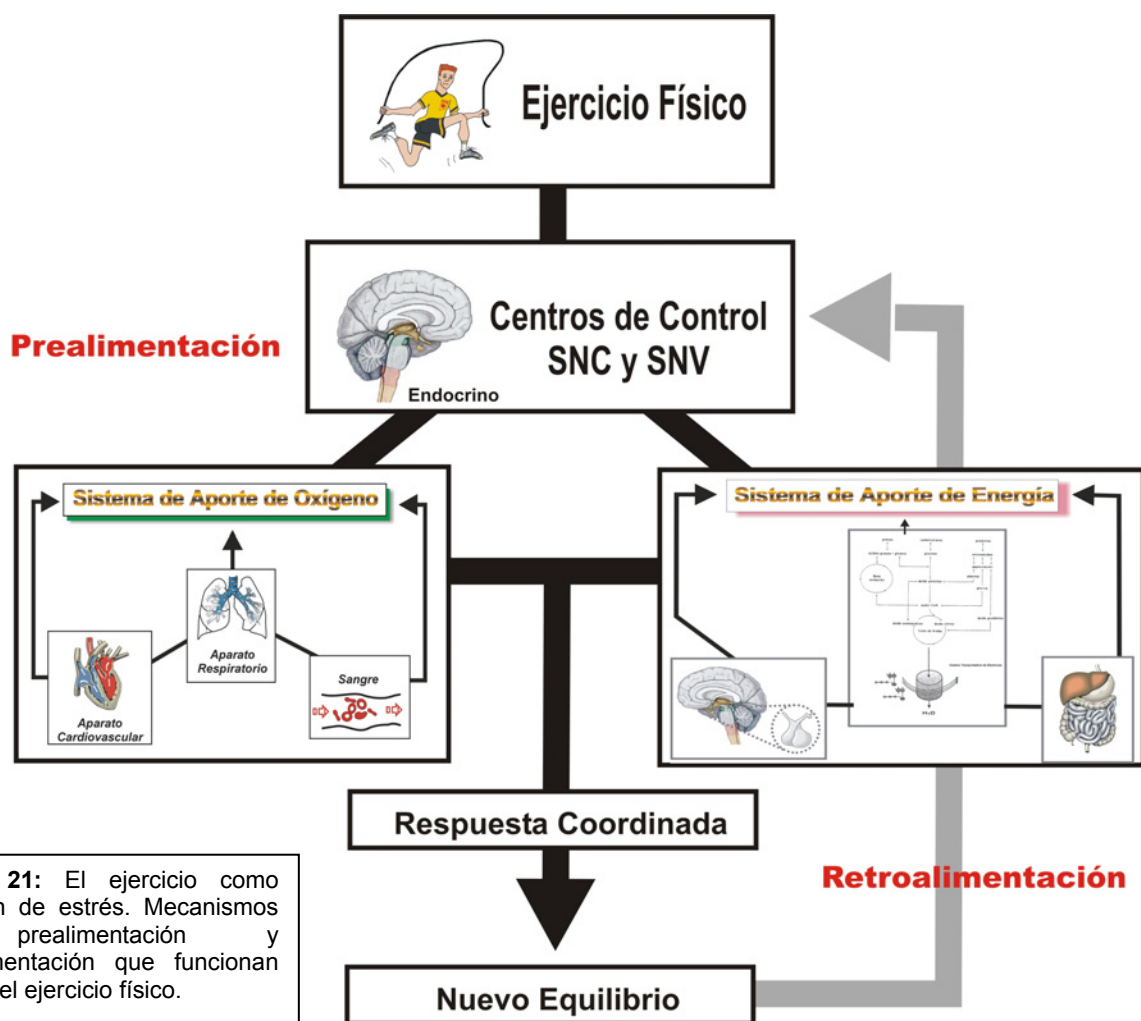 Ejercicio Físico
Centros de Control
SNC y SNV
Endocrino
Prealimentación
Sistema de Aporte de Oxígeno
Aparato
Respiratorio
Aparato
Cardiovascular
Sangre
Sistema de Aporte de Energía
H2O
Respuesta Coordinada
Retroalimentación
Nuevo Equilibrio
21: El ejercicio como
de estrés. Mecanismos
prealimentación y
que funcionan
el ejercicio físico.